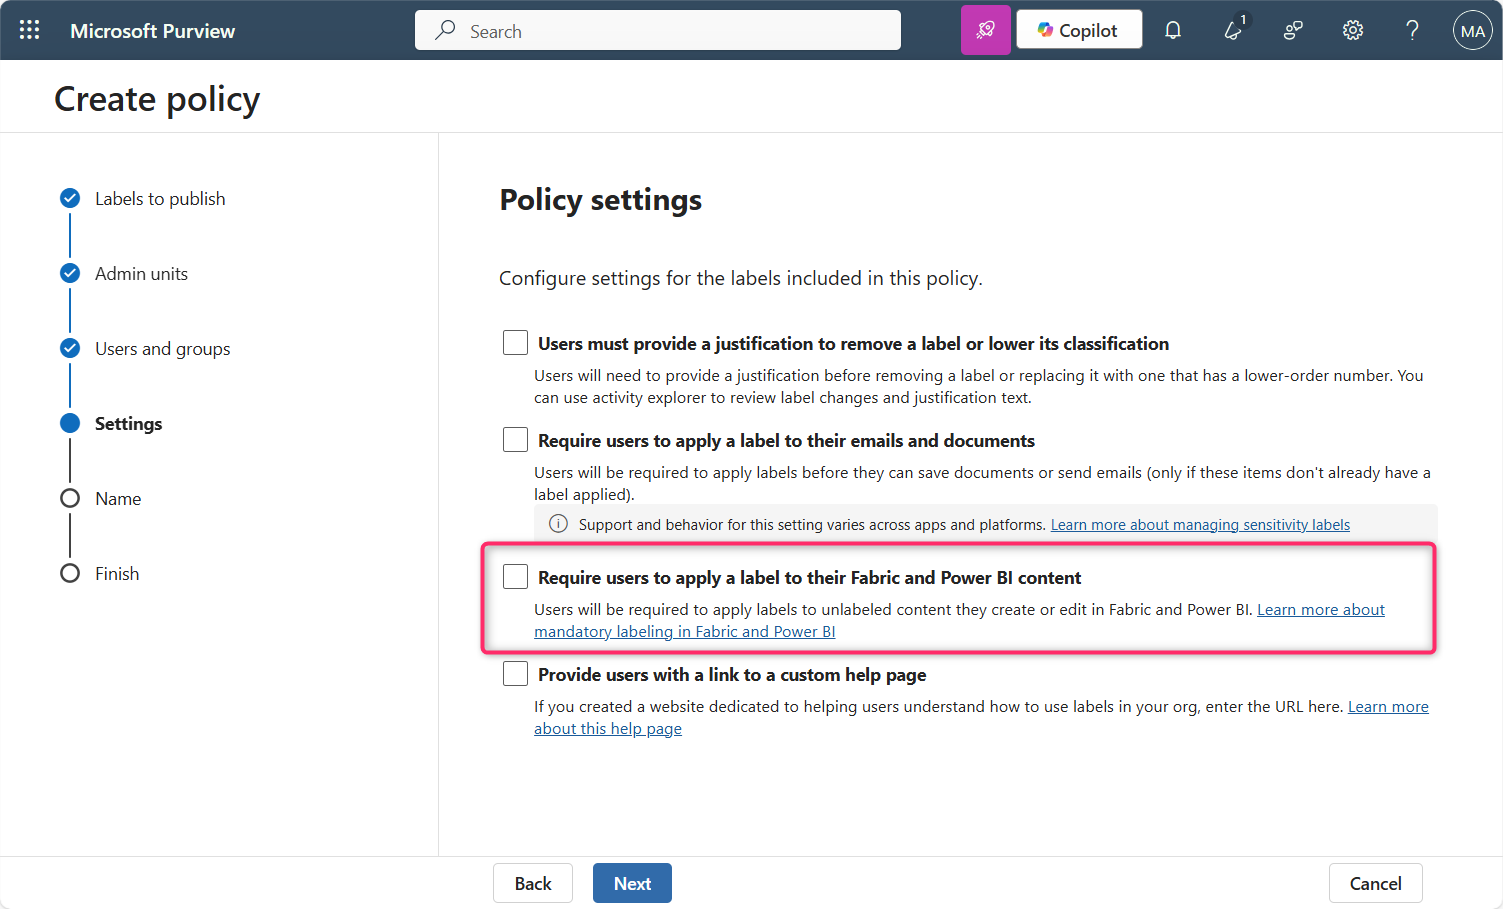 Microsoft Purview
Search
Copilot
1
MA
Create policy
Labels to publish
Admin units
Users and groups
Settings
Name
Finish
Policy settings
Configure settings for the labels included in this policy.
Users must provide a justification to remove a label or lower its classification
Users will need to provide a justification before removing a label or replacing it with one that has a lower-order number. You
can use activity explorer to review label changes and justification text.
Require users to apply a label to their emails and documents
Users will be required to apply labels before they can save documents or send emails (only if these items don't already have a
label applied).
Support and behavior for this setting varies across apps and platforms. Learn more about managing sensitivity labels
Require users to apply a label to their Fabric and Power BI content
Users will be required to apply labels to unlabeled content they create or edit in Fabric and Power BI. Learn more about
mandatory labeling in Fabric and Power BI
Provide users with a link to a custom help page
If you created a website dedicated to helping users understand how to use labels in your org, enter the URL here. Learn more
about this help page
Back
Next
Cancel